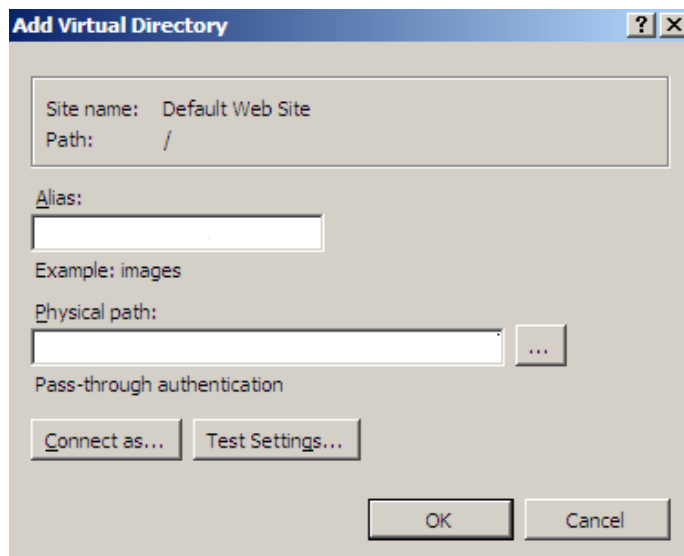 Add Virtual Directory
Site name: Default Web Site
Path: /
Alias:
Example: images
Physical path:
...
Pass-through authentication
Connect as... Test Settings...
OK Cancel